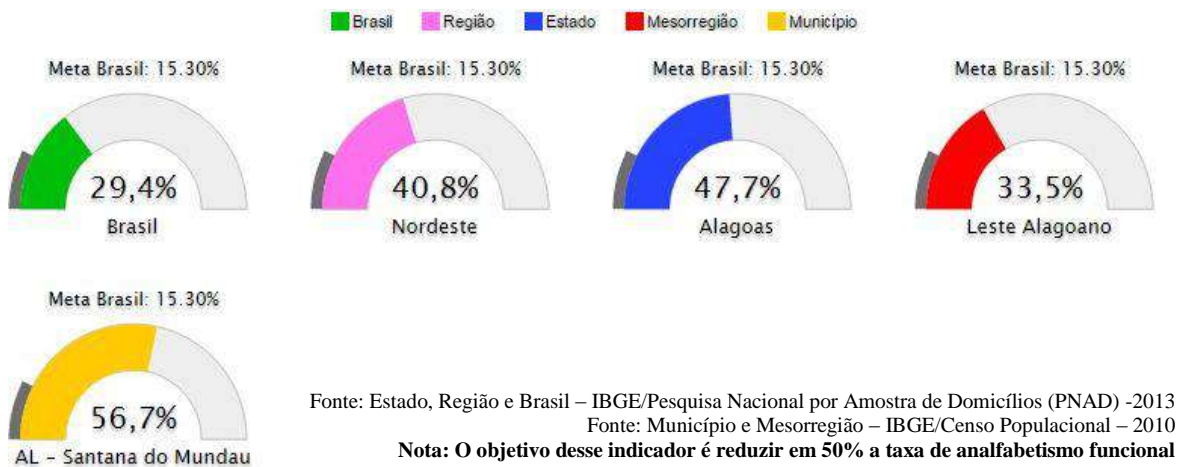 Brasil Região Estado Mesorregião Município
Meta Brasil: 15.30% Meta Brasil: 15.30% Meta Brasil: 15.30% Meta Brasil: 15.30%
29,4% 40,8% 47,7% 33,5%
Brasil Nordeste Alagoas Leste Alagoano
Meta Brasil: 15.30%
56,7%
AL - Santana do Mundau
Fonte: Estado, Região e Brasil – IBGE/Pesquisa Nacional por Amostra de Domicílios (PNAD) -2013
Fonte: Município e Mesorregião – IBGE/Censo Populacional – 2010
Nota: O objetivo desse indicador é reduzir em 50% a taxa de analfabetismo funcional